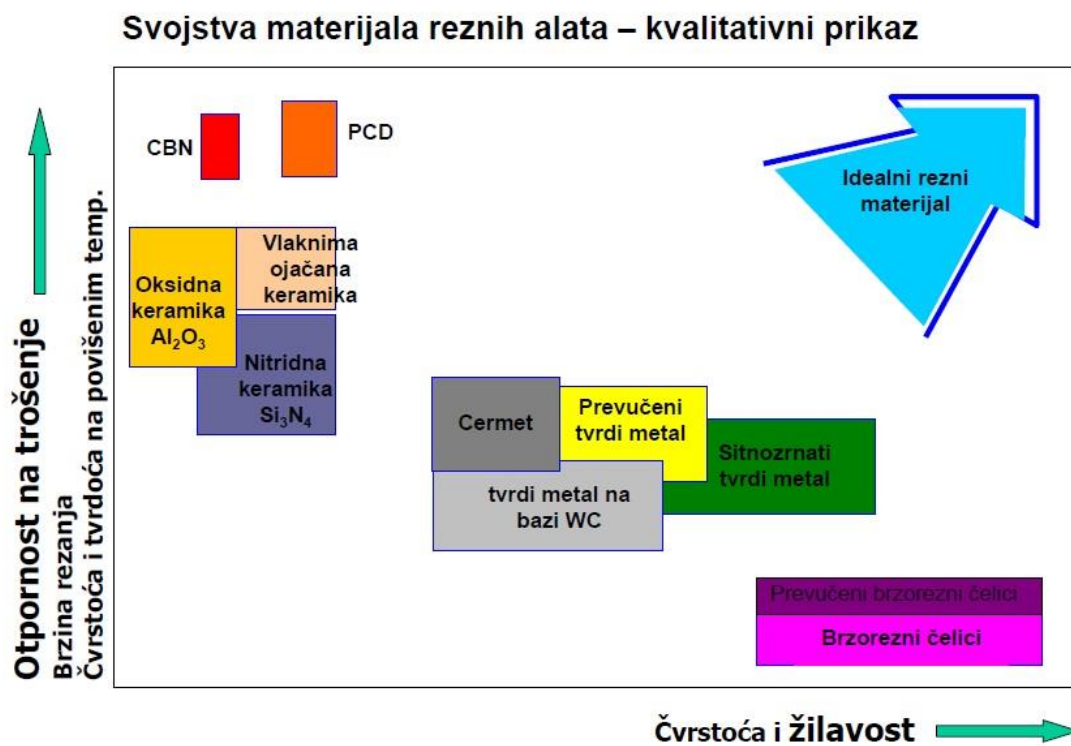 Svojstva materijala reznih alata – kvalitativni prikaz
Otpornost na trošenje
Brzina rezanja
Čvrstoća i tvrdoća na povišenim temp.
CBN
PCD
Idealni rezni
materijal
Oksidna
keramika
Al₂O₃
Vlaknima
ojačana
keramika
Nitridna
keramika
Si₃N₄
Cermet
Prevučeni
tvrdi metal
Sitnozrnati
tvrdi metal
tvrdi metal na
bazi WC
Prevučeni brzorezni čelici
Brzorezni čelici
Čvrstoća i žilavost